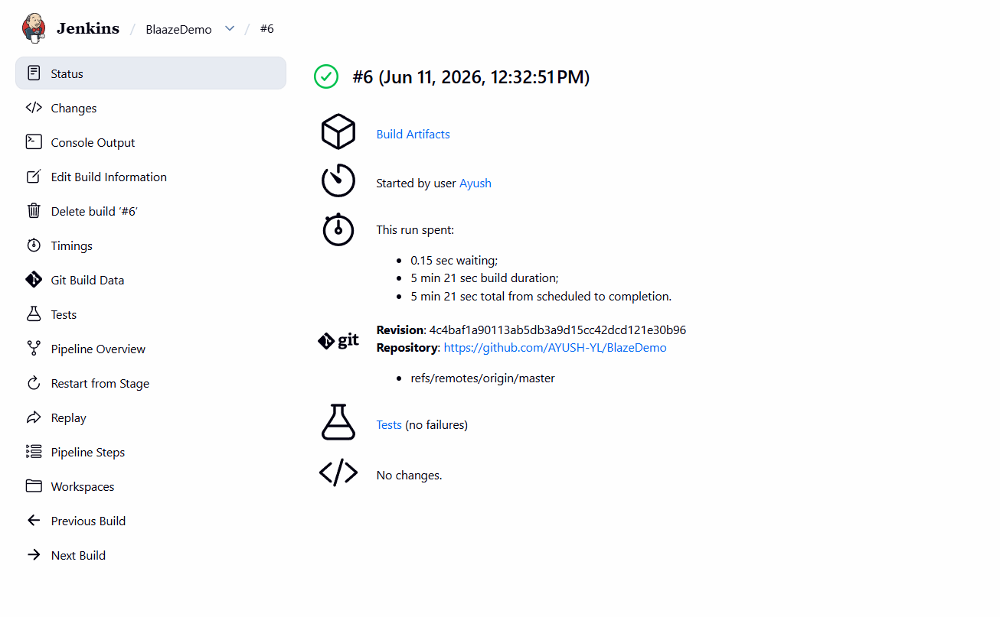 Jenkins / BlaazeDemo / #6
Status
Changes
Console Output
Edit Build Information
Delete build ‘#6’
Timings
Git Build Data
Tests
Pipeline Overview
Restart from Stage
Replay
Pipeline Steps
Workspaces
Previous Build
Next Build
#6 (Jun 11, 2026, 12:32:51 PM)
Build Artifacts
Started by user Ayush
This run spent:
• 0.15 sec waiting;
• 5 min 21 sec build duration;
• 5 min 21 sec total from scheduled to completion.
git
Revision: 4c4baf1a90113ab5db3a9d15cc42dcd121e30b96
Repository: https://github.com/AYUSH-YL/BlazeDemo
• refs/remotes/origin/master
Tests (no failures)
No changes.